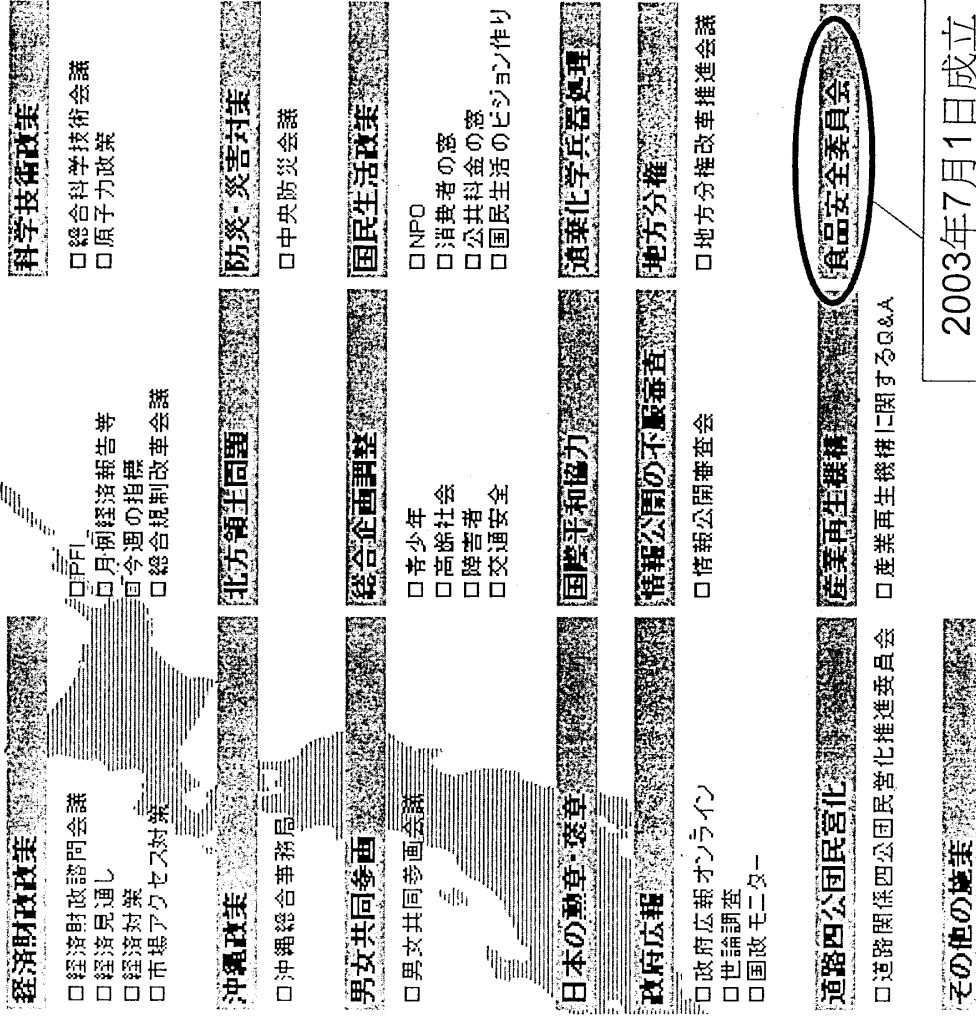 経済財政政策
□経済財政諮問会議
□経済見通し
□経済対策
□市場アクセス対策
□PFI
□月例経済報告等
□今週の指標
□総合規制改革会議
科学技術政策
□総合科学技術会議
□原子力政策
沖縄政策
□沖縄総合事務局
北方領土問題
防災・災害対策
□中央防災会議
男女共同参画
□男女共同参画会議
総合企画調整
□青少年
□高齢社会
□障害者
□交通安全
国民生活政策
□NPO
□消費者の窓
□公共料金の窓
□国民生活のビジョン作り
日本の勲章・褒章
国際平和協力
遺棄化学兵器処理
政府広報
□政府広報オンライン
□世論調査
□国政モニター
情報公開の不服審査
□情報公開審査会
地方分権
□地方分権改革推進会議
道路四公団民営化
□道路関係四公団民営化推進委員会
産業再生機構
□産業再生機構に関するQ&A
食品安全委員会
その他の施策
2003年7月1日成立